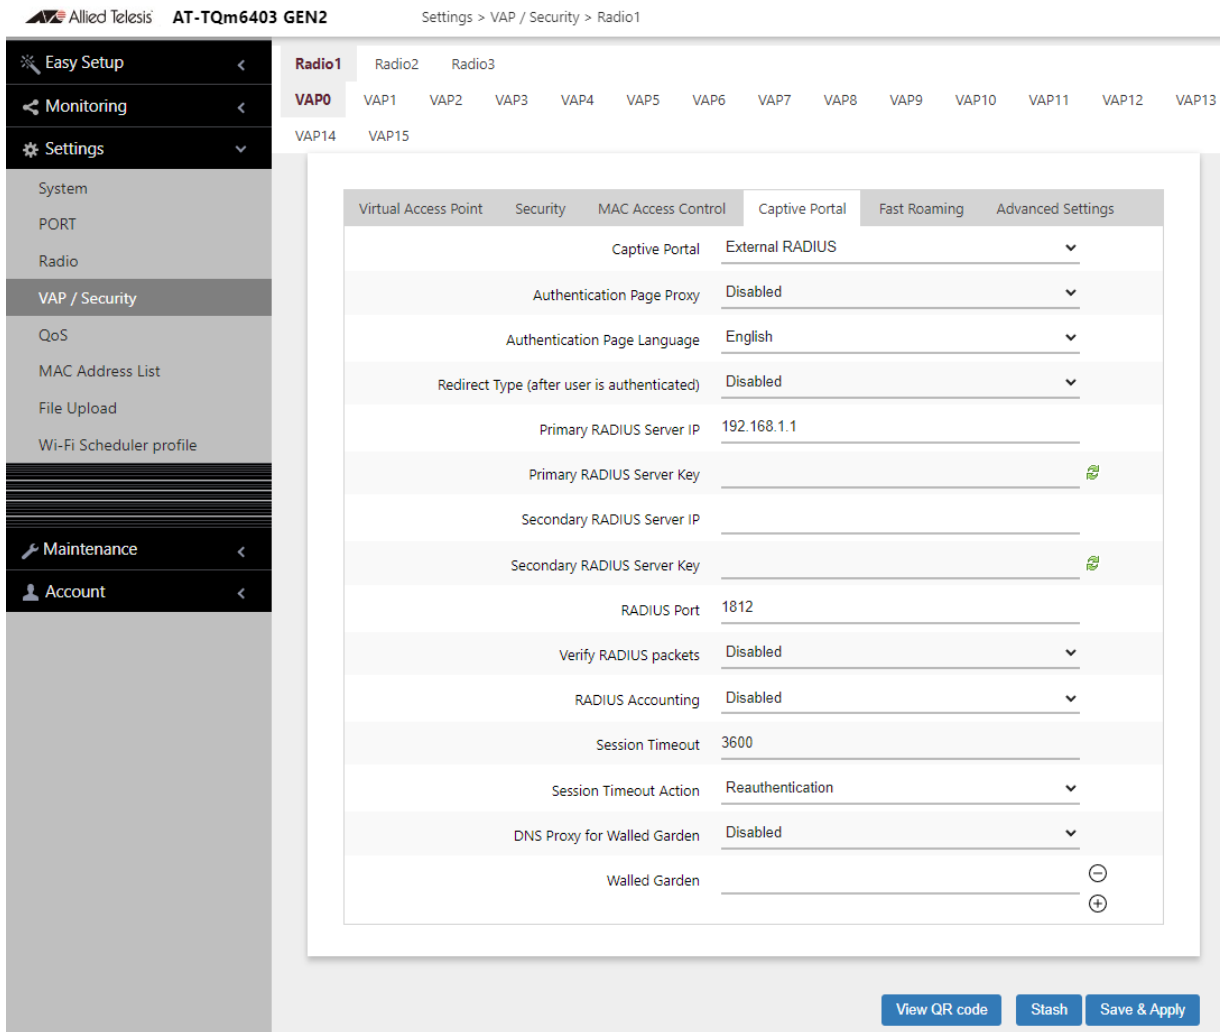 Allied Telesis AT-TQm6403 GEN2 Settings > VAP / Security > Radio1
Easy Setup
Monitoring
Settings
System
PORT
Radio
VAP / Security
QoS
MAC Address List
File Upload
Wi-Fi Scheduler profile
Maintenance
Account
Radio1 Radio2 Radio3
VAP0 VAP1 VAP2 VAP3 VAP4 VAP5 VAP6 VAP7 VAP8 VAP9 VAP10 VAP11 VAP12 VAP13
VAP14 VAP15
Virtual Access Point Security MAC Access Control Captive Portal Fast Roaming Advanced Settings
Captive Portal External RADIUS
Authentication Page Proxy Disabled
Authentication Page Language English
Redirect Type (after user is authenticated) Disabled
Primary RADIUS Server IP 192.168.1.1
Primary RADIUS Server Key
Secondary RADIUS Server IP
Secondary RADIUS Server Key
RADIUS Port 1812
Verify RADIUS packets Disabled
RADIUS Accounting Disabled
Session Timeout 3600
Session Timeout Action Reauthentication
DNS Proxy for Walled Garden Disabled
Walled Garden
View QR code Stash Save & Apply